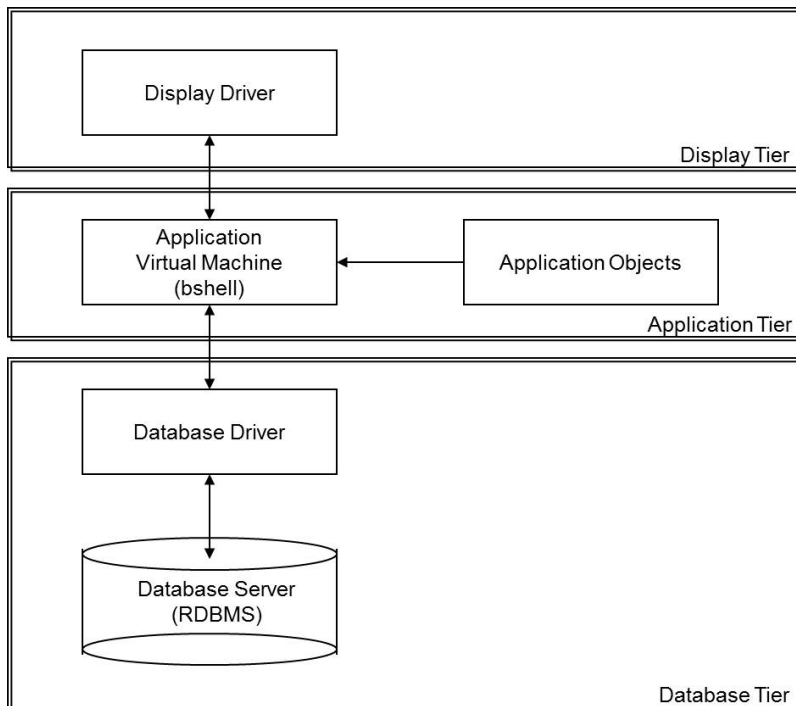 Display Driver
Display Tier
Application
Virtual Machine
(bshell)
Application Objects
Application Tier
Database Driver
Database Server
(RDBMS)
Database Tier